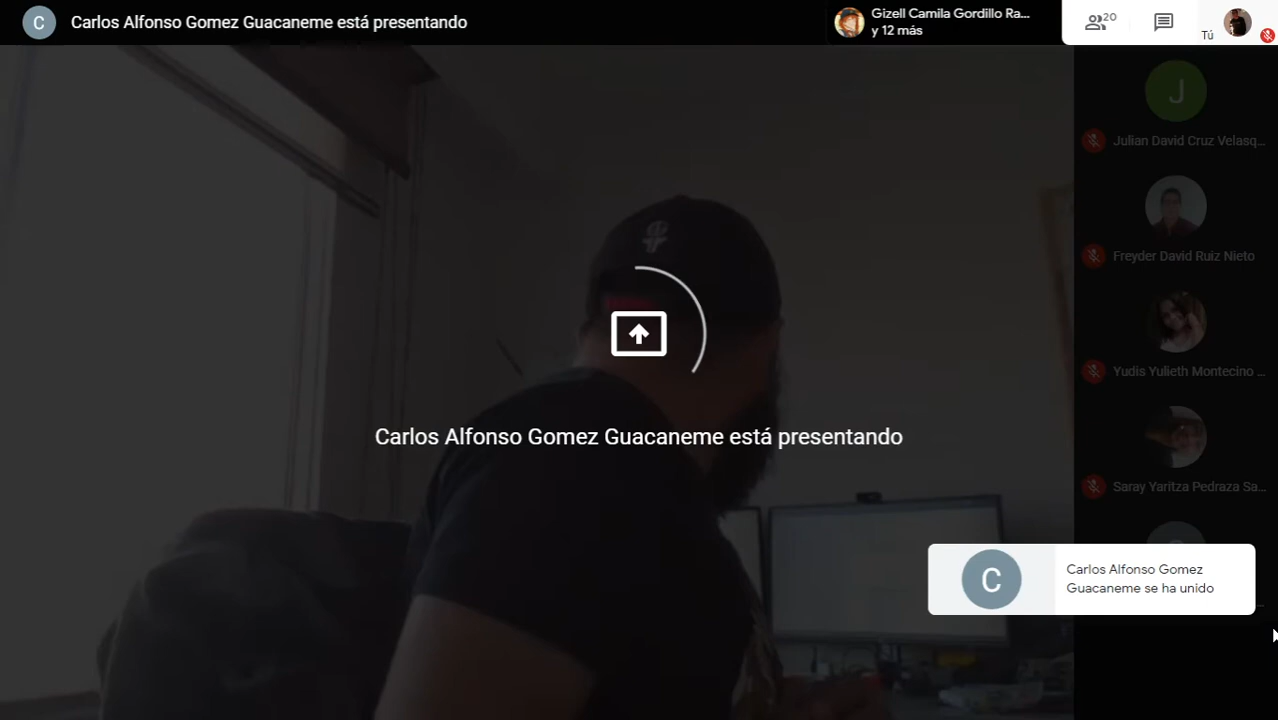 C
Carlos Alfonso Gomez Guacaneme está presentando
Gizell Camila Gordillo Ra...
y 12 más
20
Tú
J
Julian David Cruz Velasq...
Freyder David Ruiz Nieto
Yudis Yulieth Montecino ...
Saray Yaritza Pedraza Sa...
Carlos Alfonso Gomez Guacaneme está presentando
C
Carlos Alfonso Gomez
Guacaneme se ha unido